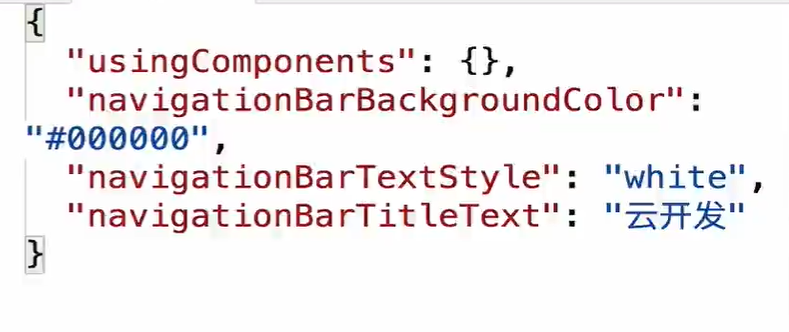 {
"usingComponents": {},
"navigationBarBackgroundColor":
"#000000",
"navigationBarTextStyle": "white",
"navigationBarTitleText": "云开发"
}